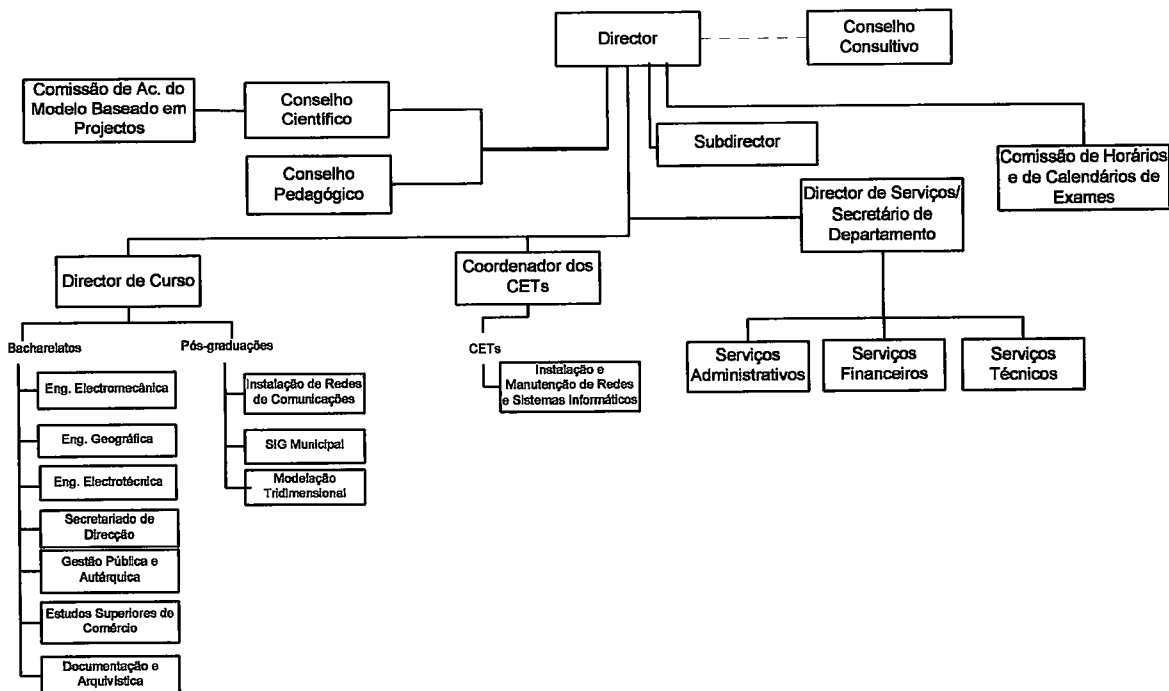 Director
Conselho
Consultivo
Comissão de Ac. do
Modelo Baseado em
Projectos
Conselho
Científico
Conselho
Pedagógico
Subdirector
Comissão de Horários
e de Calendários de
Exames
Director de Serviços/
Secretário de
Departamento
Director de Curso
Coordenador dos
CETs
Serviços
Administrativos
Serviços
Financeiros
Serviços
Técnicos
Bacharelatos
Eng. Electromecânica
Eng. Geográfica
Eng. Electrotécnica
Secretariado de
Direcção
Gestão Pública e
Autárquica
Estudos Superiores de
Comércio
Documentação e
Arquivística
Pós-graduações
Instalação de Redes
de Comunicações
SIG Municipal
Modelação
Tridimensional
CETs
Instalação e
Manutenção de Redes
e Sistemas Informáticos